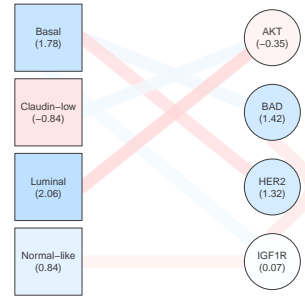 Basal
(1.78)
AKT
(−0.35)
Claudin−low
(−0.84)
BAD
(1.42)
Luminal
(2.06)
HER2
(1.32)
Normal−like
(0.84)
IGF1R
(0.07)